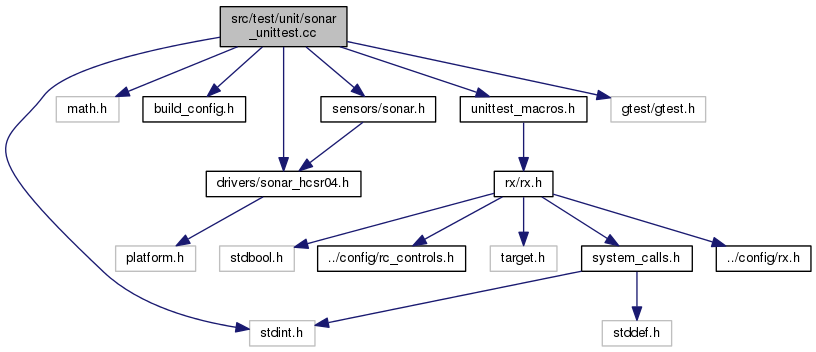 src/test/unit/sonar
_unittest.cc
math.h
build_config.h
sensors/sonar.h
unittest_macros.h
gtest/gtest.h
drivers/sonar_hcsr04.h
rx/rx.h
platform.h
stdbool.h
../config/rc_controls.h
target.h
system_calls.h
../config/rx.h
stdint.h
stddef.h